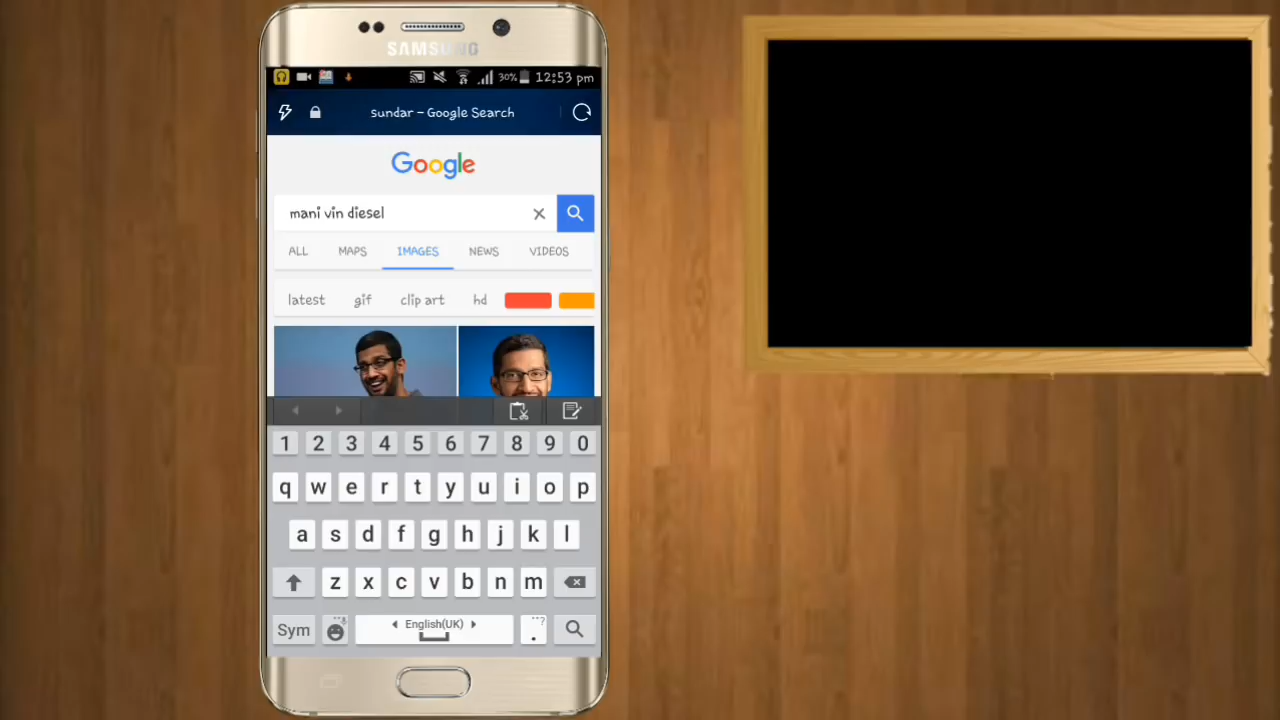 SAMSUNG
30% 12:53 pm
sundar – Google Search
Google
mani vin diesel
ALL MAPS IMAGES NEWS VIDEOS
latest gif clip art hd
1 2 3 4 5 6 7 8 9 0
q w e r t y u i o p
a s d f g h j k l
z x c v b n m
Sym English(UK) . ?